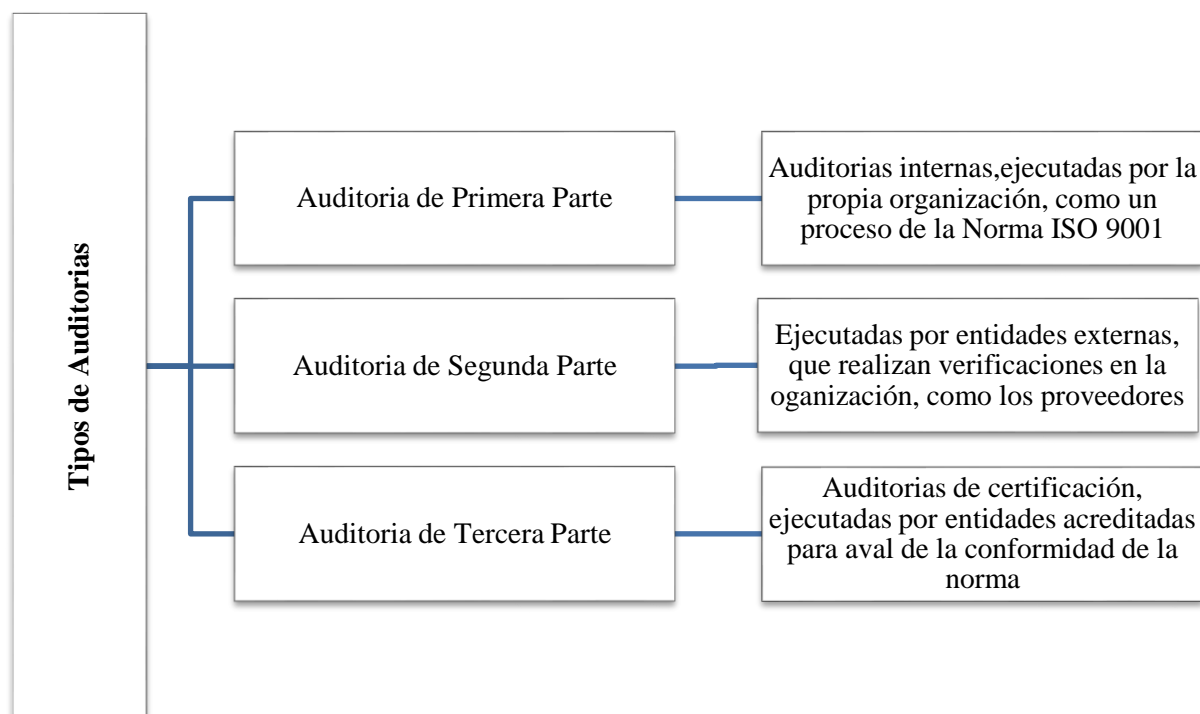 Tipos de Auditorias
Auditoria de Primera Parte
Auditorias internas,ejecutadas por la
propia organización, como un
proceso de la Norma ISO 9001
Auditoria de Segunda Parte
Ejecutadas por entidades externas,
que realizan verificaciones en la
oganización, como los proveedores
Auditoria de Tercera Parte
Auditorias de certificación,
ejecutadas por entidades acreditadas
para aval de la conformidad de la
norma